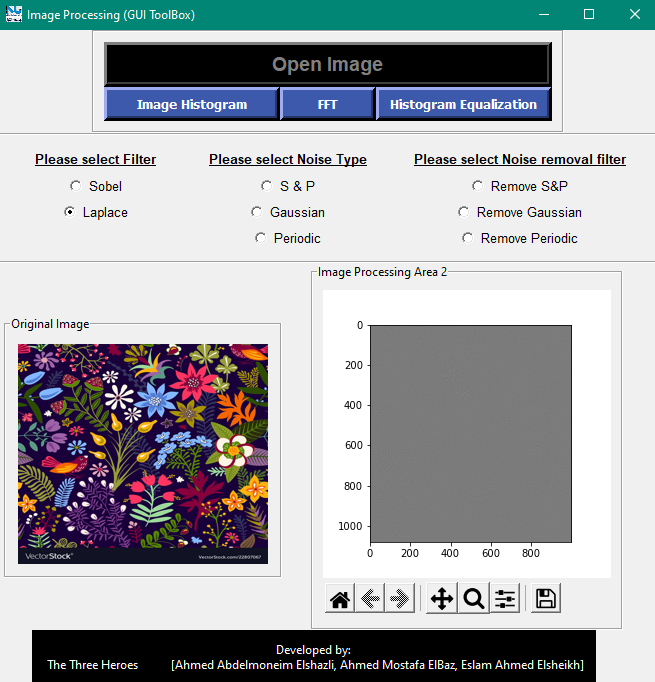 Image Processing (GUI ToolBox)
Open Image
Image Histogram FFT Histogram Equalization
Please select Filter Please select Noise Type Please select Noise removal filter
Sobel S & P Remove S&P
Laplace Gaussian Remove Gaussian
Periodic Remove Periodic
Image Processing Area 2
Original Image
VectorStock® VectorStock.com/22807067
0
200
400
600
800
1000
0 200 400 600 800
Developed by:
The Three Heroes [Ahmed Abdelmoneim Elshazli, Ahmed Mostafa ElBaz, Eslam Ahmed Elsheikh]